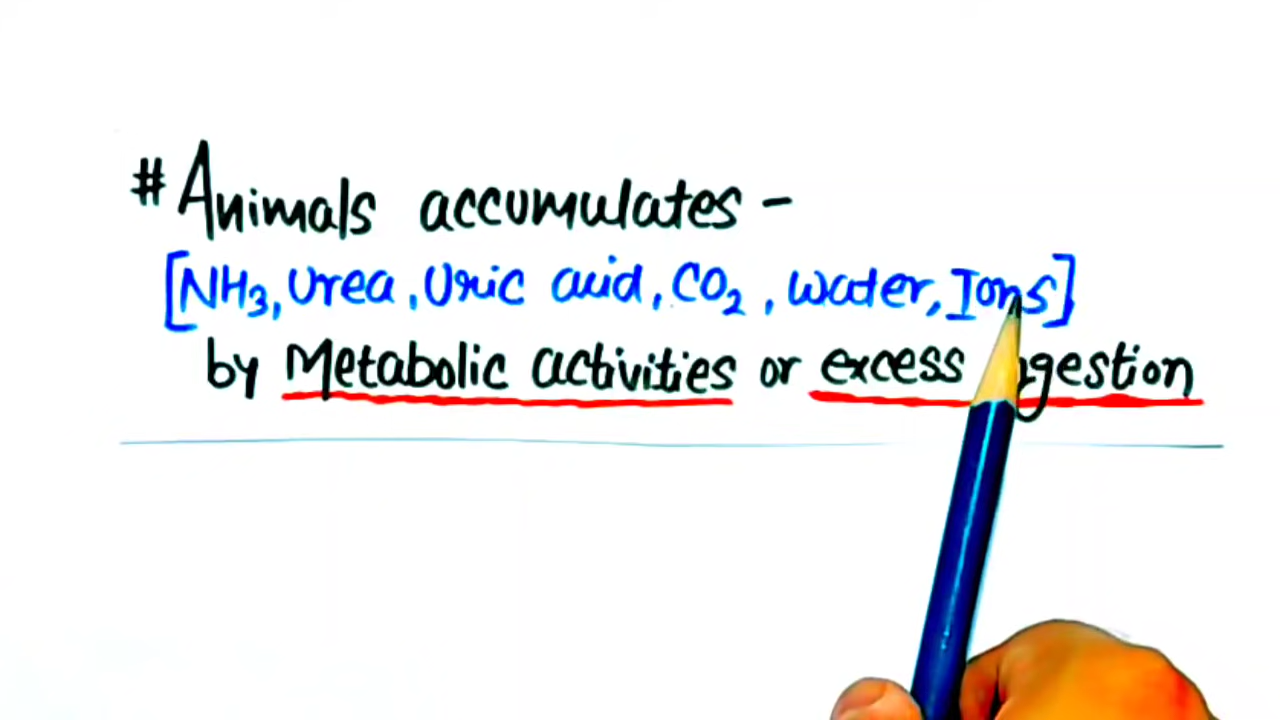 # Animals accumulates -
[NH3, Urea, Uric acid, CO2, Water, Ions]
by Metabolic activities or excess